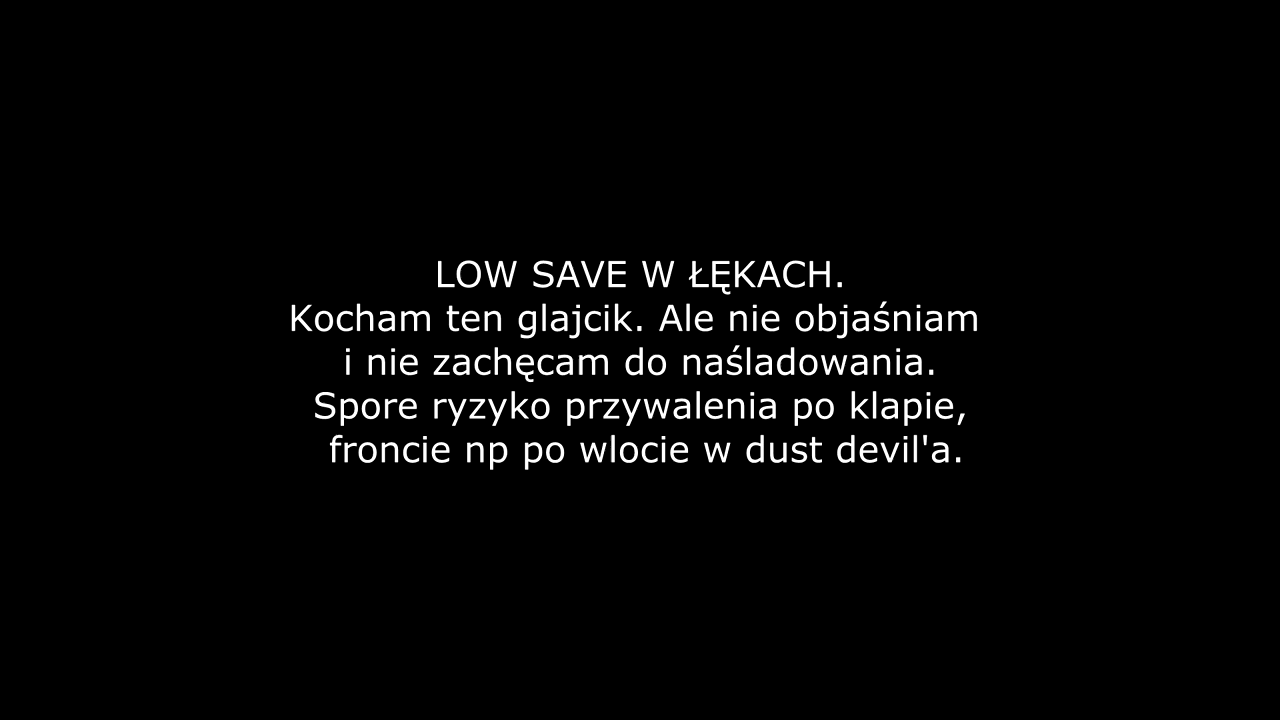 LOW SAVE W ŁĘKACH.
Kocham ten glajcik. Ale nie objaśniam
i nie zachęcam do naśladowania.
Spore ryzyko przywalenia po klapie,
froncie np po wlocie w dust devil'a.